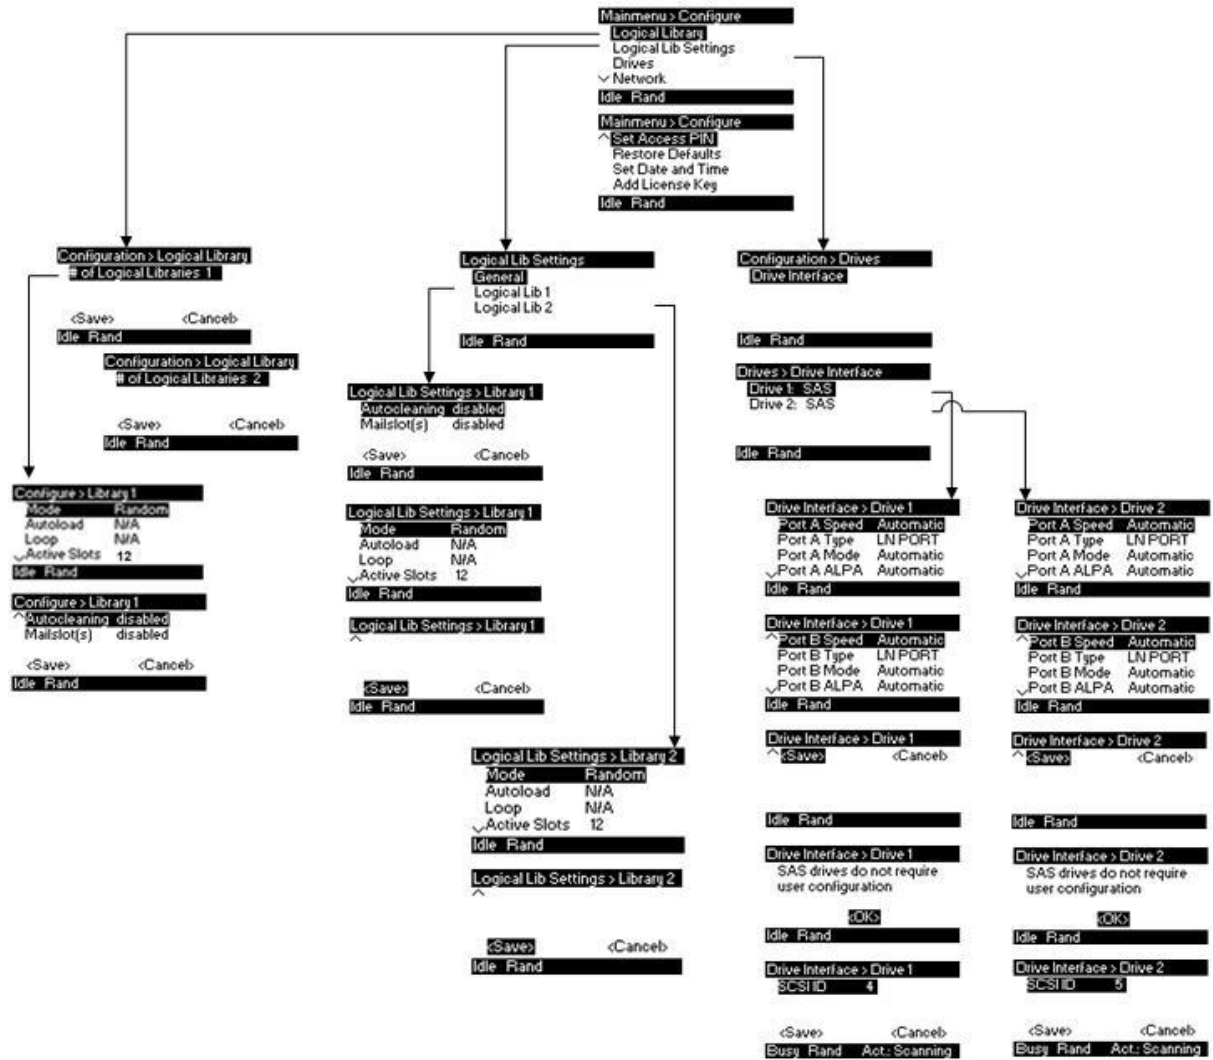 Mainmenu > Configure
Logical Library
Logical Lib Settings
Drives
Network
Idle Rand
Mainmenu > Configure
Set Access PIN
Restore Defaults
Set Date and Time
Add License Key
Idle Rand
Configuration > Logical Library
# of Logical Libraries 1
<Save> <Cancel>
Idle Rand
Configuration > Logical Library
# of Logical Libraries 2
<Save> <Cancel>
Idle Rand
Configure > Library 1
Mode Random
Autoload N/A
Loop N/A
Active Slots 12
Idle Rand
Configure > Library 1
Autocleaning disabled
Mailslot(s) disabled
<Save> <Cancel>
Idle Rand
Logical Lib Settings
General
Logical Lib 1
Logical Lib 2
Idle Rand
Logical Lib Settings > Library 1
Autocleaning disabled
Mailslot(s) disabled
<Save> <Cancel>
Idle Rand
Logical Lib Settings > Library 1
Mode Random
Autoload N/A
Loop N/A
Active Slots 12
Idle Rand
Logical Lib Settings > Library 1
<Save> <Cancel>
Idle Rand
Logical Lib Settings > Library 2
Mode Random
Autoload N/A
Loop N/A
Active Slots 12
Idle Rand
Logical Lib Settings > Library 2
<Save> <Cancel>
Idle Rand
Configuration > Drives
Drive Interface
Idle Rand
Drives > Drive Interface
Drive 1: SAS
Drive 2: SAS
Idle Rand
Drive Interface > Drive 1
Port A Speed Automatic
Port A Type LN PORT
Port A Mode Automatic
Port A ALPA Automatic
Idle Rand
Drive Interface > Drive 1
Port B Speed Automatic
Port B Type LN PORT
Port B Mode Automatic
Port B ALPA Automatic
Idle Rand
Drive Interface > Drive 1
<Save> <Cancel>
Idle Rand
Drive Interface > Drive 1
SAS drives do not require
user configuration
<OK>
Idle Rand
Drive Interface > Drive 1
SCSI ID 4
<Save> <Cancel>
Busy Rand Act.: Scanning
Drive Interface > Drive 2
Port A Speed Automatic
Port A Type LN PORT
Port A Mode Automatic
Port A ALPA Automatic
Idle Rand
Drive Interface > Drive 2
Port B Speed Automatic
Port B Type LN PORT
Port B Mode Automatic
Port B ALPA Automatic
Idle Rand
Drive Interface > Drive 2
<Save> <Cancel>
Idle Rand
Drive Interface > Drive 2
SAS drives do not require
user configuration
<OK>
Idle Rand
Drive Interface > Drive 2
SCSI ID 5
<Save> <Cancel>
Busy Rand Act.: Scanning